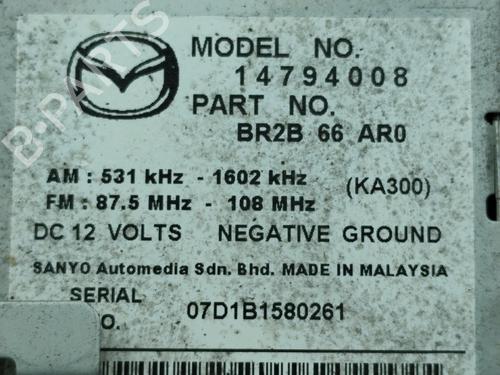 MODEL NO.
14794008
PART NO.
BR2B 66 AR0
AM : 531 kHz - 1602 kHz
(KA300)
FM : 87.5 MHz - 108 MHz
DC 12 VOLTS NEGATIVE GROUND
SANYO Automedia Sdn. Bhd. MADE IN MALAYSIA
SERIAL
O. 07D1B1580261
B-PARTS